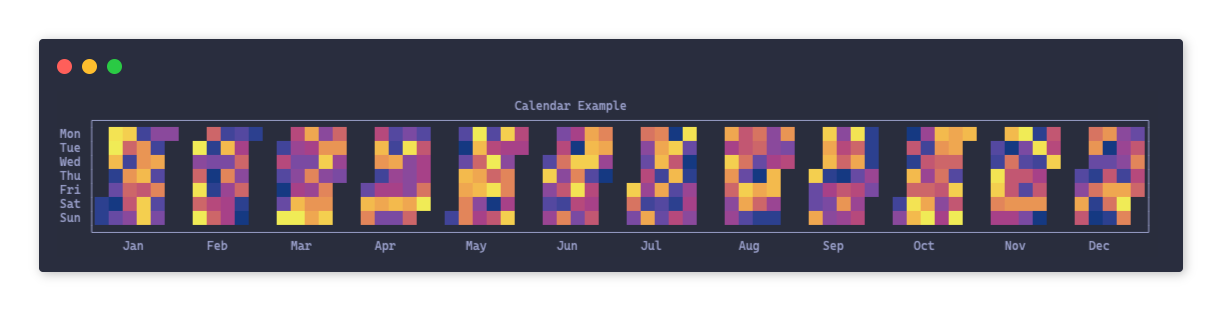 Calendar Example
Mon
Tue
Wed
Thu
Fri
Sat
Sun
Jan Feb Mar Apr May Jun Jul Aug Sep Oct Nov Dec